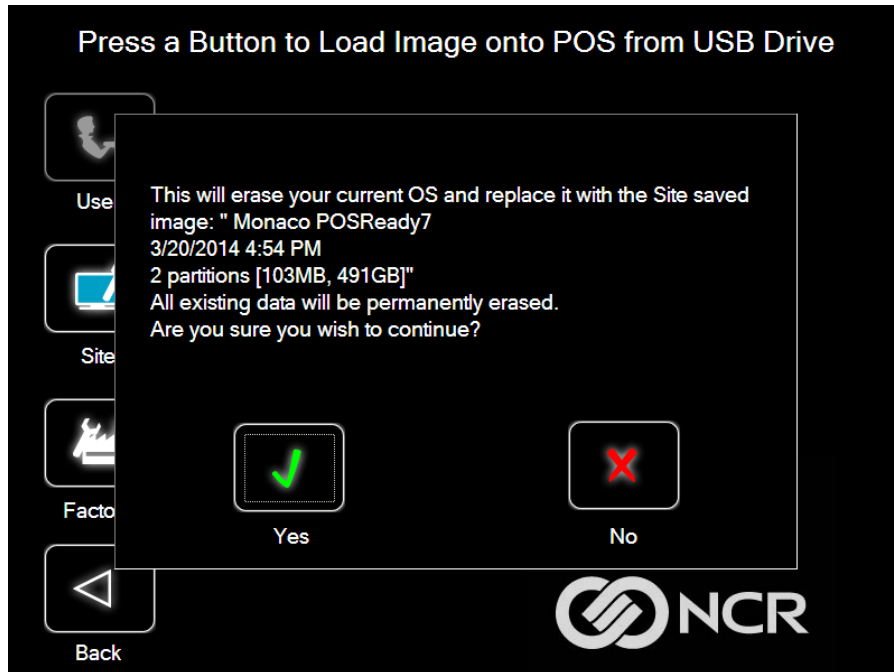 Press a Button to Load Image onto POS from USB Drive
Use
This will erase your current OS and replace it with the Site saved
image: " Monaco POSReady7
3/20/2014 4:54 PM
2 partitions [103MB, 491GB]"
All existing data will be permanently erased.
Are you sure you wish to continue?
Site
Facto
Yes
No
Back
NCR